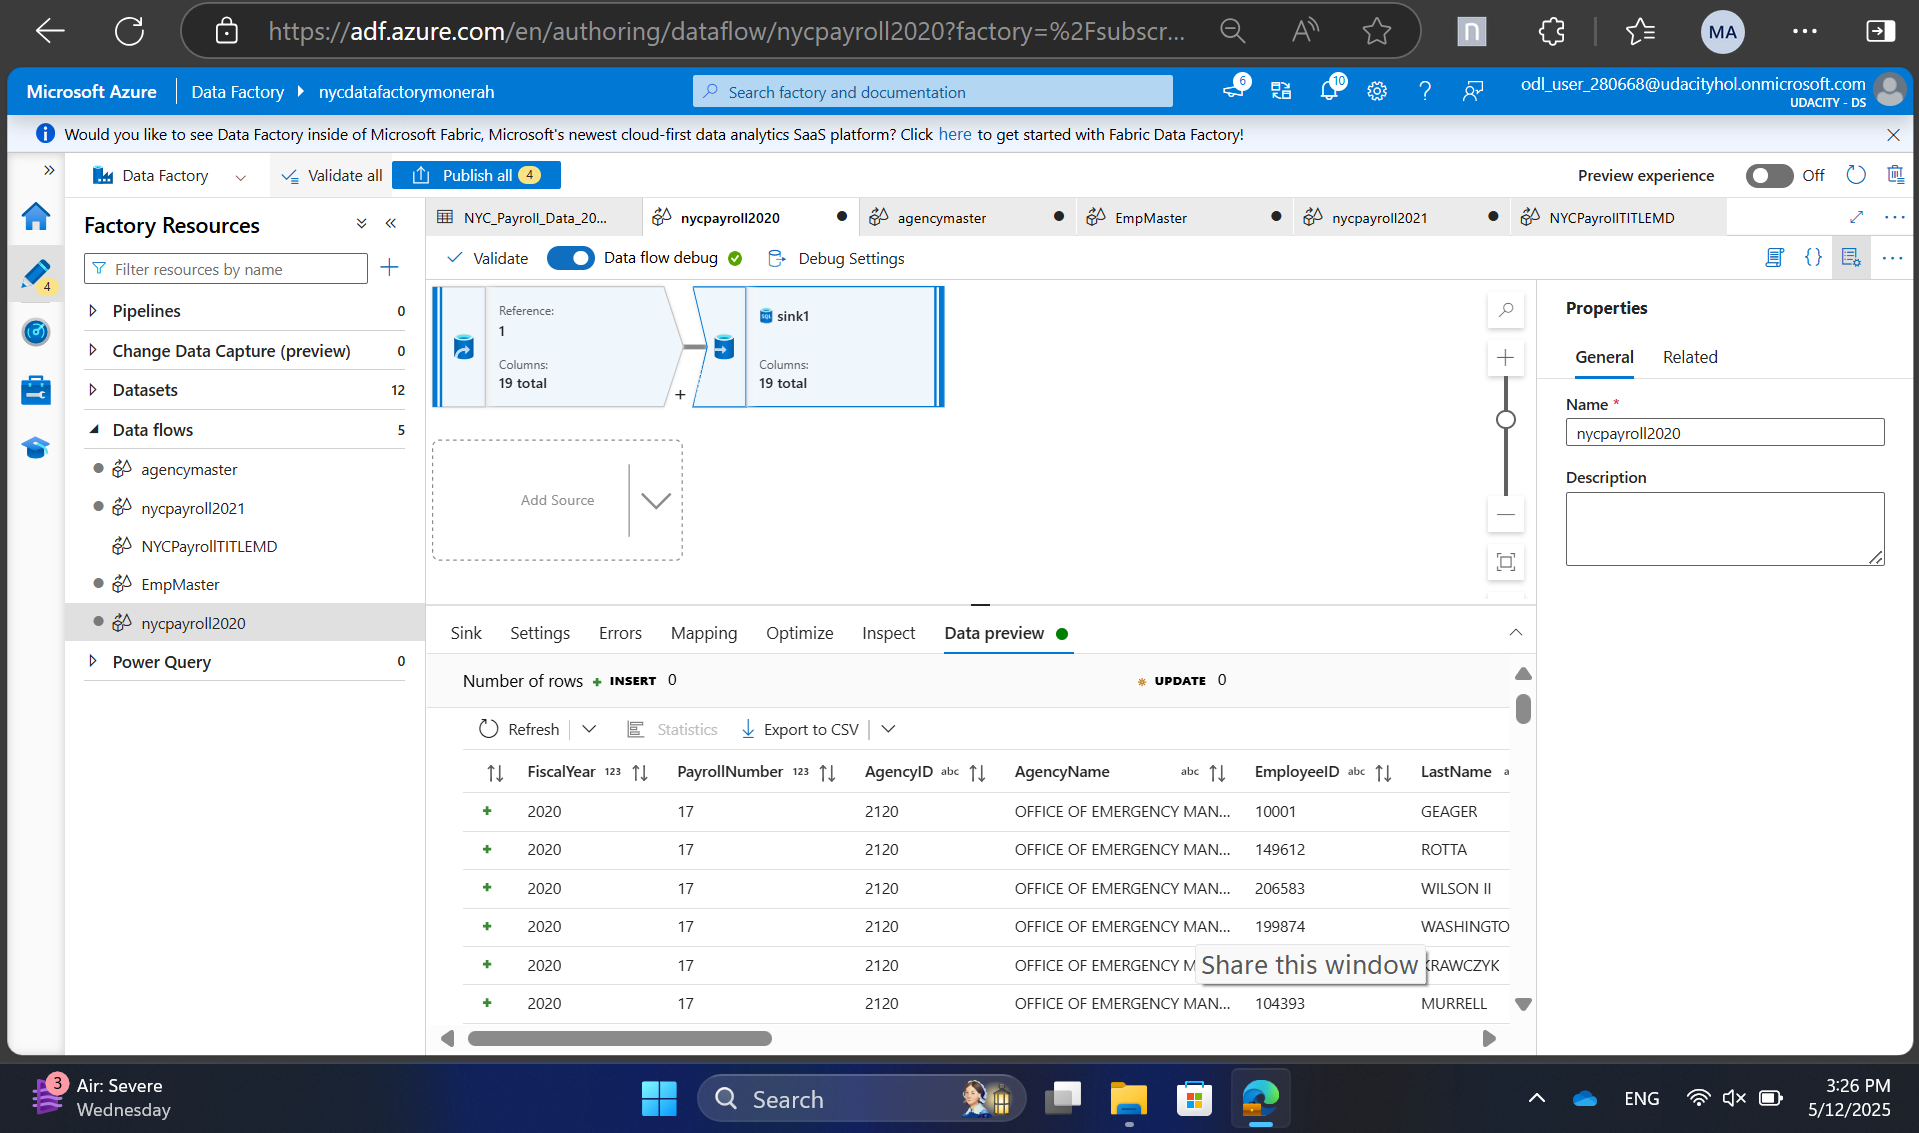 https://adf.azure.com/en/authoring/dataflow/nycpayroll2020?factory=%2Fsubscr...
n
MA
Microsoft Azure
Data Factory
nycdatafactorymonerah
Search factory and documentation
6
10
odl_user_280668@udacityhol.onmicrosoft.com
UDACITY - DS
Would you like to see Data Factory inside of Microsoft Fabric, Microsoft's newest cloud-first data analytics SaaS platform? Click here to get started with Fabric Data Factory!
Data Factory
Validate all
Publish all 4
Preview experience
Off
4
Factory Resources
Filter resources by name
Pipelines 0
Change Data Capture (preview) 0
Datasets 12
Data flows 5
agencymaster
nycpayroll2021
NYCPayrollTITLEMD
EmpMaster
nycpayroll2020
Power Query 0
NYC_Payroll_Data_20...
nycpayroll2020
agencymaster
EmpMaster
nycpayroll2021
NYCPayrollTITLEMD
Validate
Data flow debug
Debug Settings
{}
Reference:
1
Columns:
19 total
+
SQL
sink1
Columns:
19 total
Add Source
Properties
General
Related
Name *
nycpayroll2020
Description
Sink
Settings
Errors
Mapping
Optimize
Inspect
Data preview
Number of rows + INSERT 0
UPDATE 0
Refresh
Statistics
Export to CSV
FiscalYear 123 PayrollNumber 123 AgencyID abc AgencyName abc EmployeeID abc LastName
2020 17 2120 OFFICE OF EMERGENCY MAN... 10001 GEAGER
2020 17 2120 OFFICE OF EMERGENCY MAN... 149612 ROTTA
2020 17 2120 OFFICE OF EMERGENCY MAN... 206583 WILSON II
2020 17 2120 OFFICE OF EMERGENCY MAN... 199874 WASHINGTO
2020 17 2120 OFFICE OF EMERGENCY M KRAWCZYK
Share this window
2020 17 2120 OFFICE OF EMERGENCY MAN... 104393 MURRELL
3
Air: Severe
Wednesday
Search
ENG
3:26 PM
5/12/2025